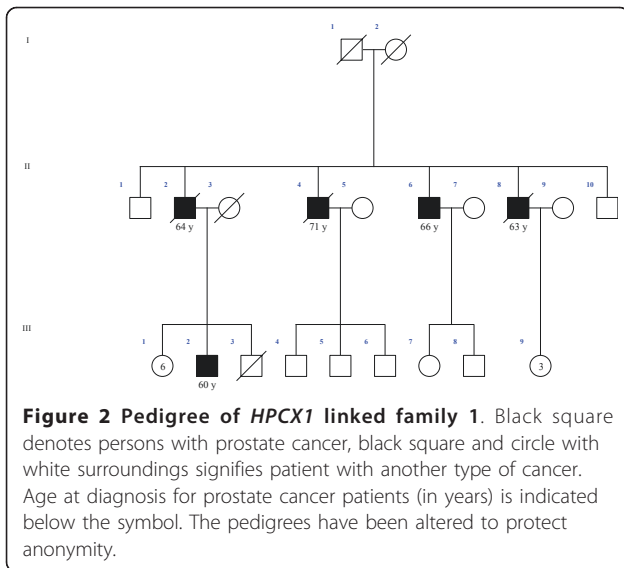 1 2
I
II
1 2 3 4 5 6 7 8 9 10
64 y 71 y 66 y 63 y
III
1 2 3 4 5 6 7 8 9
6 3
60 y
Figure 2 Pedigree of HPCX1 linked family 1. Black square
denotes persons with prostate cancer, black square and circle with
white surroundings signifies patient with another type of cancer.
Age at diagnosis for prostate cancer patients (in years) is indicated
below the symbol. The pedigrees have been altered to protect
anonymity.